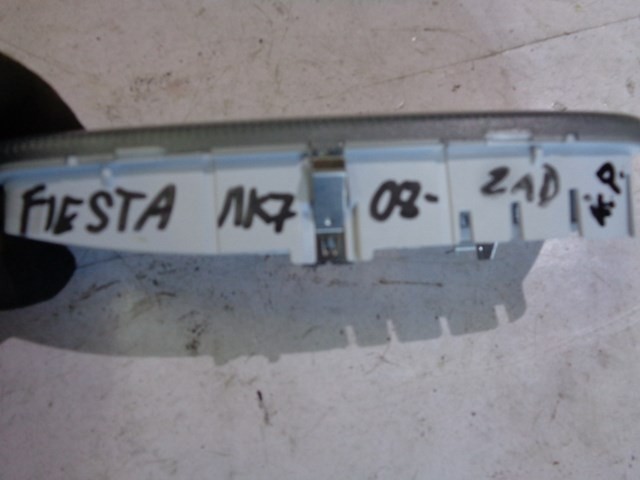 FIESTA MK7 08- ZAD K.P.